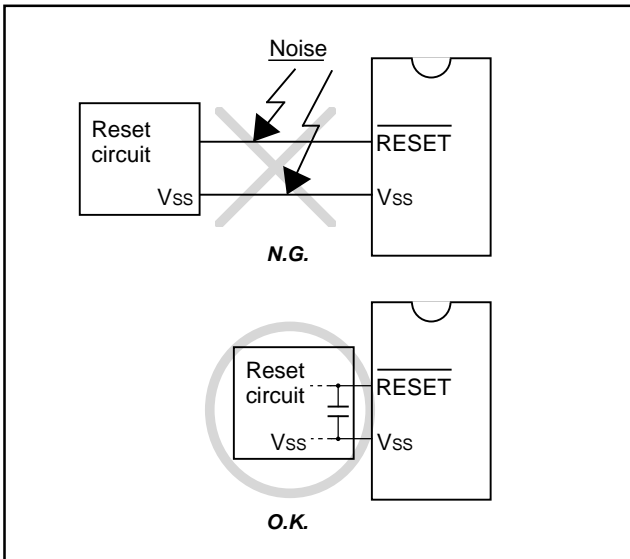 Noise
Reset
circuit
RESET
VSS
VSS
N.G.
Reset
circuit
RESET
VSS
VSS
O.K.